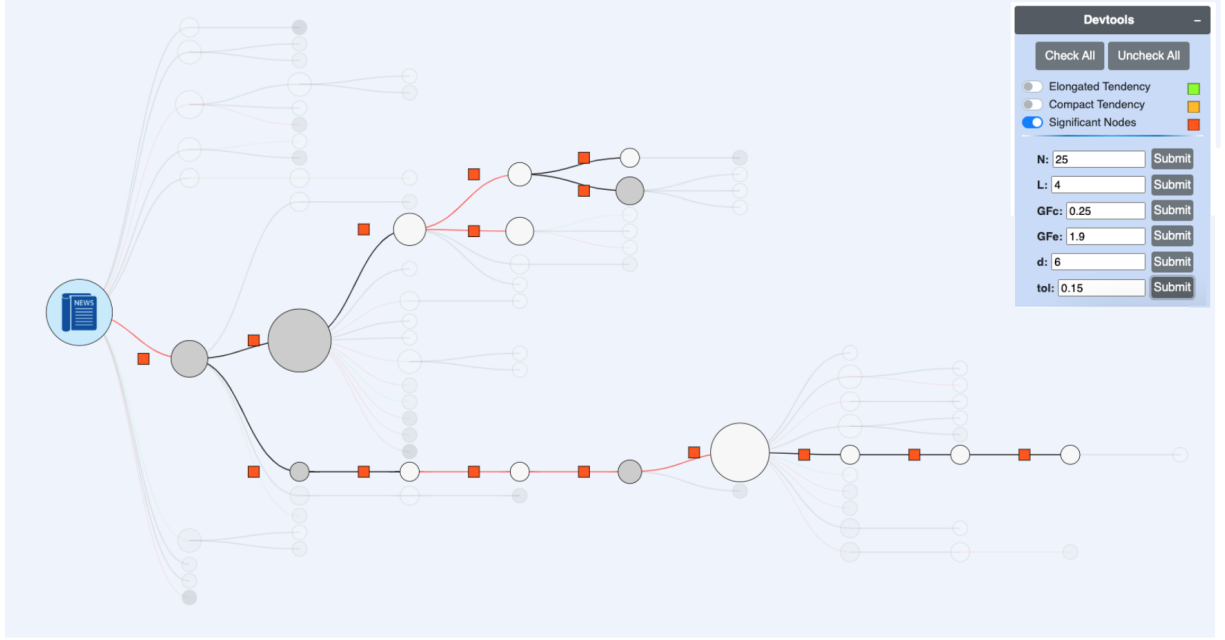 Devtools –
Check All Uncheck All
Elongated Tendency
Compact Tendency
Significant Nodes
N: 25 Submit
L: 4 Submit
GFc: 0.25 Submit
GFe: 1.9 Submit
d: 6 Submit
tol: 0.15 Submit
NEWS